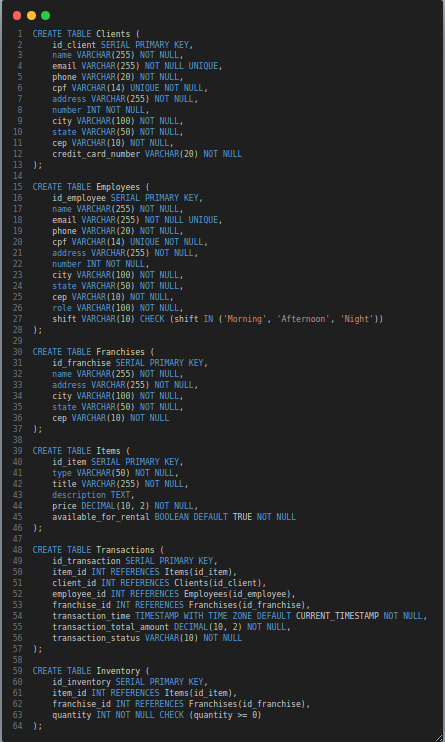 1 CREATE TABLE Clients (
2     id_client SERIAL PRIMARY KEY,
3     name VARCHAR(255) NOT NULL,
4     email VARCHAR(255) NOT NULL UNIQUE,
5     phone VARCHAR(20) NOT NULL,
6     cpf VARCHAR(14) UNIQUE NOT NULL,
7     address VARCHAR(255) NOT NULL,
8     number INT NOT NULL,
9     city VARCHAR(100) NOT NULL,
10     state VARCHAR(50) NOT NULL,
11     cep VARCHAR(10) NOT NULL,
12     credit_card_number VARCHAR(20) NOT NULL
13 );
14
15 CREATE TABLE Employees (
16     id_employee SERIAL PRIMARY KEY,
17     name VARCHAR(255) NOT NULL,
18     email VARCHAR(255) NOT NULL UNIQUE,
19     phone VARCHAR(20) NOT NULL,
20     cpf VARCHAR(14) UNIQUE NOT NULL,
21     address VARCHAR(255) NOT NULL,
22     number INT NOT NULL,
23     city VARCHAR(100) NOT NULL,
24     state VARCHAR(50) NOT NULL,
25     cep VARCHAR(10) NOT NULL,
26     role VARCHAR(100) NOT NULL,
27     shift VARCHAR(10) CHECK (shift IN ('Morning', 'Afternoon', 'Night'))
28 );
29
30 CREATE TABLE Franchises (
31     id_franchise SERIAL PRIMARY KEY,
32     name VARCHAR(255) NOT NULL,
33     address VARCHAR(255) NOT NULL,
34     city VARCHAR(100) NOT NULL,
35     state VARCHAR(50) NOT NULL,
36     cep VARCHAR(10) NOT NULL
37 );
38
39 CREATE TABLE Items (
40     id_item SERIAL PRIMARY KEY,
41     type VARCHAR(50) NOT NULL,
42     title VARCHAR(255) NOT NULL,
43     description TEXT,
44     price DECIMAL(10, 2) NOT NULL,
45     available_for_rental BOOLEAN DEFAULT TRUE NOT NULL
46 );
47
48 CREATE TABLE Transactions (
49     id_transaction SERIAL PRIMARY KEY,
50     item_id INT REFERENCES Items(id_item),
51     client_id INT REFERENCES Clients(id_client),
52     employee_id INT REFERENCES Employees(id_employee),
53     franchise_id INT REFERENCES Franchises(id_franchise),
54     transaction_time TIMESTAMP WITH TIME ZONE DEFAULT CURRENT_TIMESTAMP NOT NULL,
55     transaction_total_amount DECIMAL(10, 2) NOT NULL,
56     transaction_status VARCHAR(10) NOT NULL
57 );
58
59 CREATE TABLE Inventory (
60     id_inventory SERIAL PRIMARY KEY,
61     item_id INT REFERENCES Items(id_item),
62     franchise_id INT REFERENCES Franchises(id_franchise),
63     quantity INT NOT NULL CHECK (quantity >= 0)
64 );